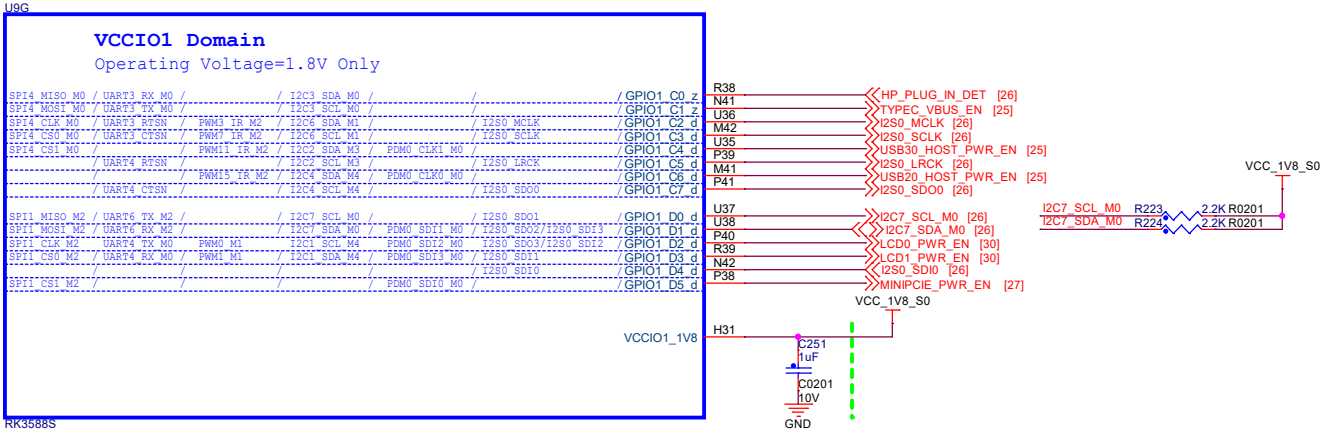 U9G
VCCIO1 Domain
Operating Voltage=1.8V Only
SPI4_MISO_M0 / UART3_RX_M0 / / I2C3_SDA_M0 / / / GPIO1_C0_z R38 HP_PLUG_IN_DET [26]
SPI4_MOSI_M0 / UART3_TX_M0 / / I2C3_SCL_M0 / / / GPIO1_C1_z N41 TYPEC_VBUS_EN [25]
SPI4_CLK_M0 / UART3_RTSN / PWM3_IR_M2 / I2C6_SDA_M1 / / I2S0_MCLK / GPIO1_C2_d U36 I2S0_MCLK [26]
SPI4_CS0_M0 / UART3_CTSN / PWM7_IR_M2 / I2C6_SCL_M1 / / I2S0_SCLK / GPIO1_C3_d M42 I2S0_SCLK [26]
SPI4_CS1_M0 / / PWM11_IR_M2 / I2C2_SDA_M3 / PDM0_CLK1_M0 / / GPIO1_C4_d U35 USB30_HOST_PWR_EN [25]
/ UART4_RTSN / / I2C2_SCL_M3 / / I2S0_LRCK / GPIO1_C5_d P39 I2S0_LRCK [26]
/ / PWM15_IR_M2 / I2C4_SDA_M4 / PDM0_CLK0_M0 / / GPIO1_C6_d M41 USB20_HOST_PWR_EN [25]
/ UART4_CTSN / / I2C4_SCL_M4 / / I2S0_SDO0 / GPIO1_C7_d P41 I2S0_SDO0 [26]
VCC_1V8_S0
SPI1_MISO_M2 / UART6_TX_M2 / / I2C7_SCL_M0 / / I2S0_SDO1 / GPIO1_D0_d U37 I2C7_SCL_M0 [26] I2C7_SCL_M0 R223 2.2K R0201
SPI1_MOSI_M2 / UART6_RX_M2 / / I2C7_SDA_M0 / PDM0_SDI1_M0 / I2S0_SDO2/I2S0_SDI3 / GPIO1_D1_d U38 I2C7_SDA_M0 [26] I2C7_SDA_M0 R224 2.2K R0201
SPI1_CLK_M2 / UART4_TX_M0 / PWM0_M1 / I2C1_SCL_M4 / PDM0_SDI2_M0 / I2S0_SDO3/I2S0_SDI2 / GPIO1_D2_d P40 LCD0_PWR_EN [30]
SPI1_CS0_M2 / UART4_RX_M0 / PWM1_M1 / I2C1_SDA_M4 / PDM0_SDI3_M0 / I2S0_SDI1 / GPIO1_D3_d R39 LCD1_PWR_EN [30]
/ / / / / I2S0_SDI0 / GPIO1_D4_d N42 I2S0_SDI0 [26]
SPI1_CS1_M2 / / / / PDM0_SDI0_M0 / / GPIO1_D5_d P38 MINIPCIE_PWR_EN [27]
VCC_1V8_S0
VCCIO1_1V8 H31
C251
1uF
C0201
10V
GND
RK3588S